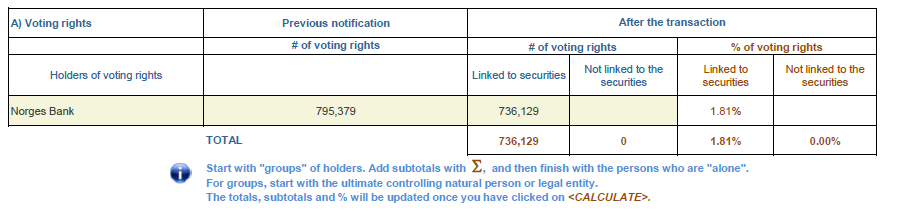 A) Voting rights Previous notification After the transaction
# of voting rights # of voting rights % of voting rights
Holders of voting rights Linked to securities Not linked to the securities Linked to securities Not linked to the securities
Norges Bank 795,379 736,129 1.81%
TOTAL 736,129 0 1.81% 0.00%
Start with "groups" of holders. Add subtotals with Σ, and then finish with the persons who are "alone".
For groups, start with the ultimate controlling natural person or legal entity.
The totals, subtotals and % will be updated once you have clicked on <CALCULATE>.